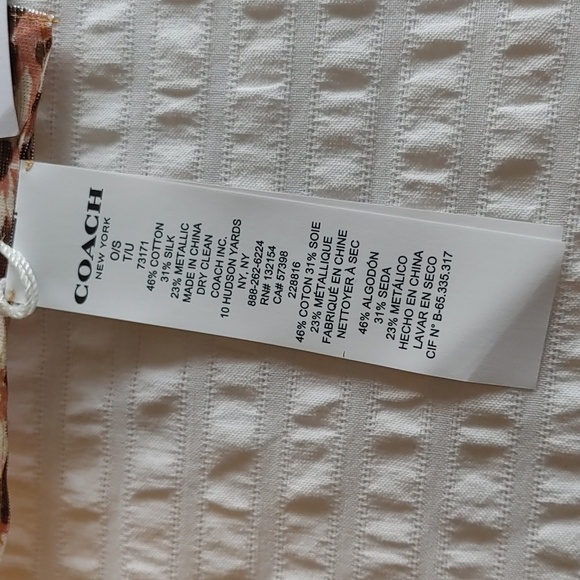 COACH
NEW YORK
O/S
T/U
73171
46% COTTON
31% SILK
23% METALLIC
MADE IN CHINA
DRY CLEAN
COACH INC.
10 HUDSON YARDS
NY, NY
888-262-6224
RN# 132154
CA# 57398
228816
46% COTON 31% SOIE
23% MÉTALLIQUE
FABRIQUÉ EN CHINE
NETTOYER À SEC
46% ALGODÓN
31% SEDA
23% METÁLICO
HECHO EN CHINA
LAVAR EN SECO
CIF N° B-65.335.317